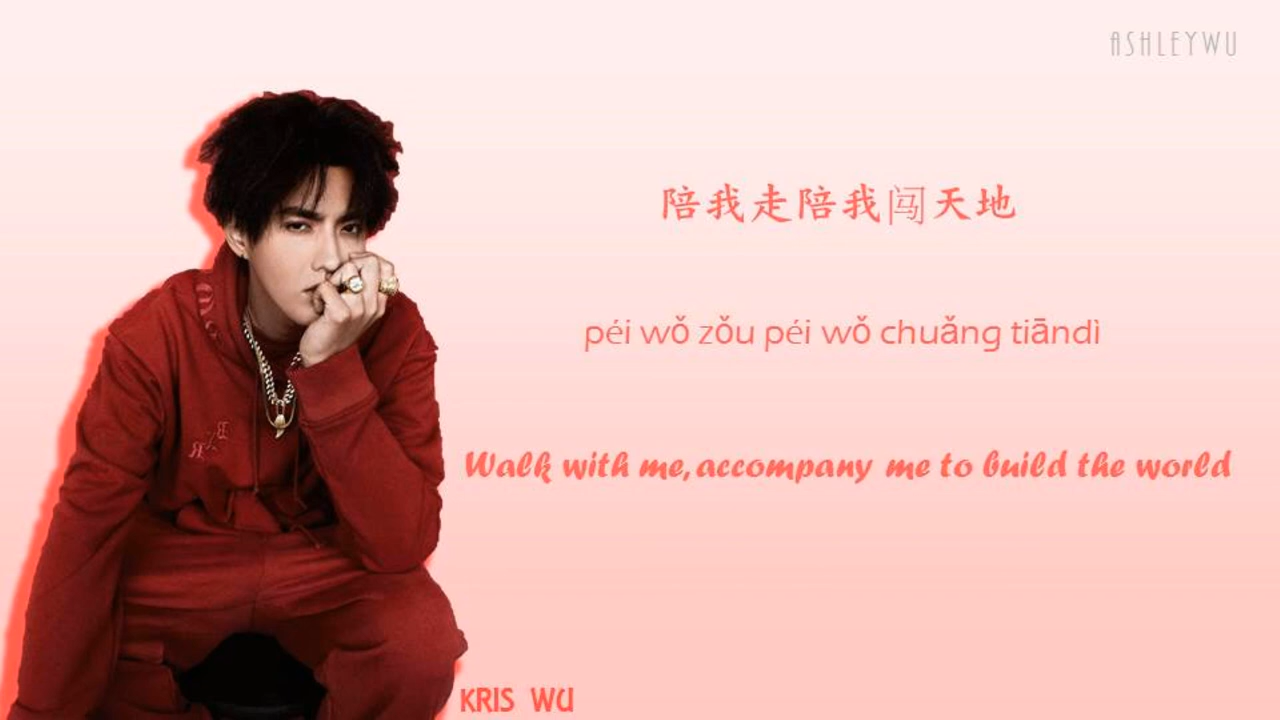 ASHLEYWU
陪我走陪我闯天地
péi wǒ zǒu péi wǒ chuǎng tiāndì
Walk with me, accompany me to build the world
KRIS WU